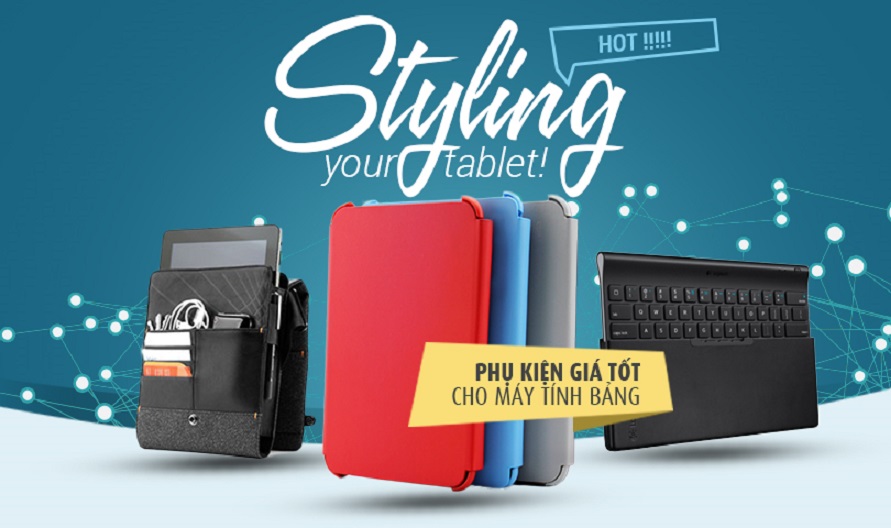 HOT !!!!!
Styling
your tablet!
PHỤ KIỆN GIÁ TỐT
CHO MÁY TÍNH BẢNG